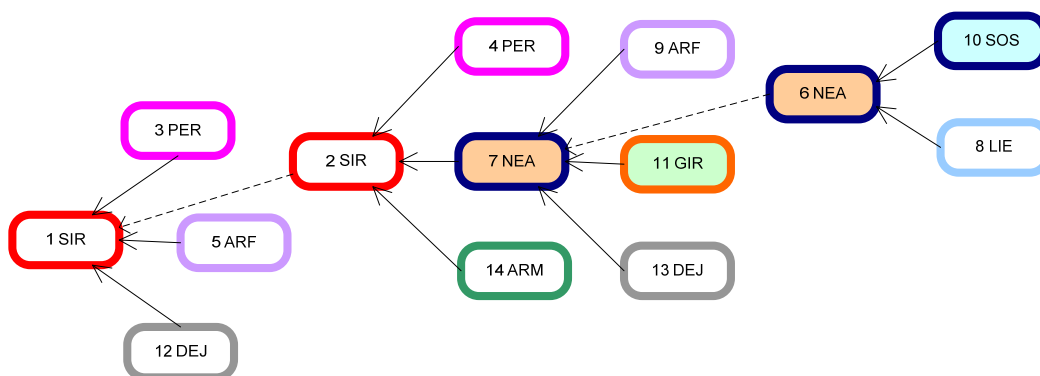 10 SOS
4 PER
9 ARF
6 NEA
3 PER
8 LIE
2 SIR
7 NEA
11 GIR
1 SIR
5 ARF
14 ARM
13 DEJ
12 DEJ